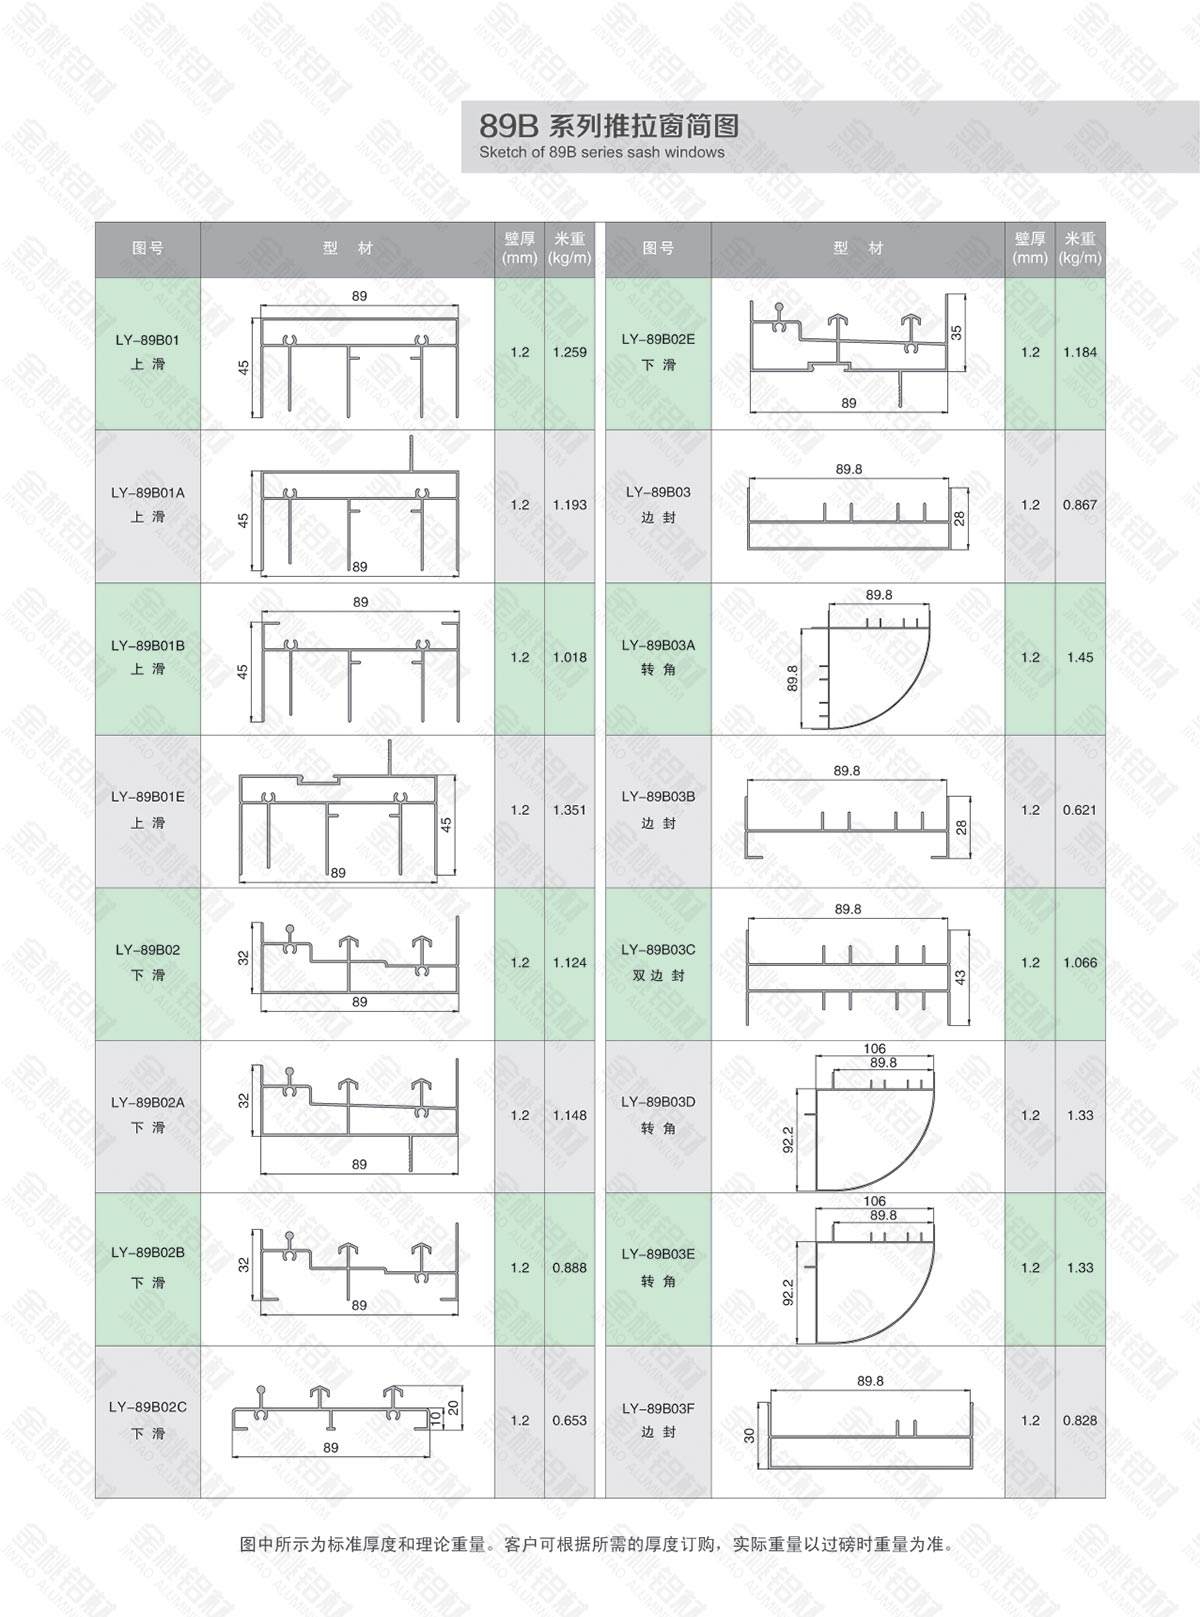 89B 系列推拉窗简图
Sketch of 89B series sash windows
图号 型 材 壁厚 (mm) 米重 (kg/m)
LY-89B01
上 滑
89
45
1.2 1.259
LY-89B01A
上 滑
45
89
1.2 1.193
LY-89B01B
上 滑
89
45
1.2 1.018
LY-89B01E
上 滑
45
89
1.2 1.351
LY-89B02
下 滑
32
89
1.2 1.124
LY-89B02A
下 滑
32
89
1.2 1.148
LY-89B02B
下 滑
32
89
1.2 0.888
LY-89B02C
下 滑
10
20
89
1.2 0.653
图号 型 材 壁厚 (mm) 米重 (kg/m)
LY-89B02E
下 滑
35
89
1.2 1.184
LY-89B03
边 封
89.8
28
1.2 0.867
LY-89B03A
转 角
89.8
89.8
1.2 1.45
LY-89B03B
边 封
89.8
28
1.2 0.621
LY-89B03C
双 边 封
89.8
43
1.2 1.066
LY-89B03D
转 角
106
89.8
92.2
1.2 1.33
LY-89B03E
转 角
106
89.8
92.2
1.2 1.33
LY-89B03F
边 封
89.8
30
1.2 0.828
图中所示为标准厚度和理论重量。客户可根据所需的厚度订购，实际重量以过磅时重量为准。
金桃铝材
JINTAO ALUMINIUM